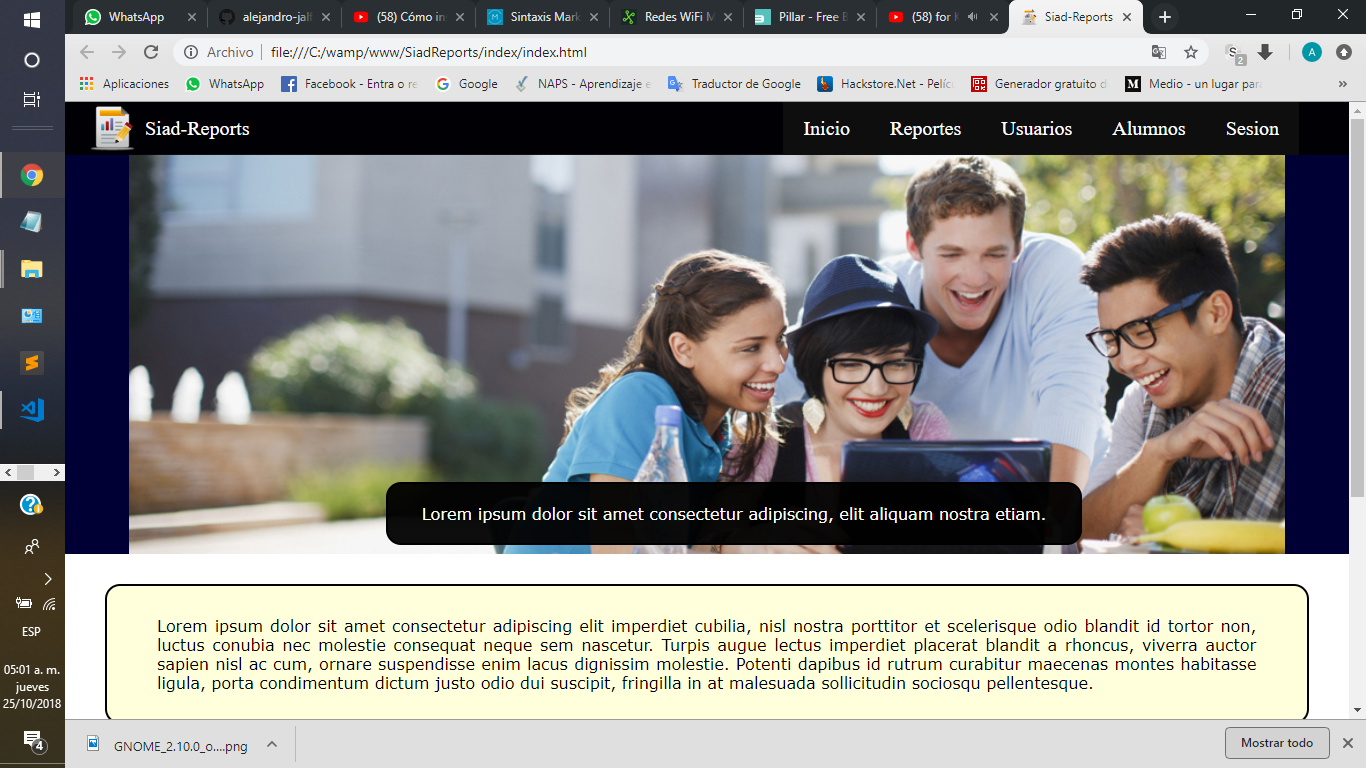 WhatsApp
alejandro-jalf
(58) Cómo in
Sintaxis Mark
Redes WiFi M
Pillar - Free B
(58) for K
Siad-Reports
Archivo
file:///C:/wamp/www/SiadReports/index/index.html
S
2
A
Aplicaciones
WhatsApp
Facebook - Entra o re
Google
NAPS - Aprendizaje e
Traductor de Google
Hackstore.Net - Pelíc
Generador gratuito d
Medio - un lugar para
»
Siad-Reports
Inicio
Reportes
Usuarios
Alumnos
Sesion
Lorem ipsum dolor sit amet consectetur adipiscing, elit aliquam nostra etiam.
Lorem ipsum dolor sit amet consectetur adipiscing elit imperdiet cubilia, nisl nostra porttitor et scelerisque odio blandit id tortor non,
luctus conubia nec molestie consequat neque sem nascetur. Turpis augue lectus imperdiet placerat blandit a rhoncus, viverra auctor
sapien nisl ac cum, ornare suspendisse enim lacus dignissim molestie. Potenti dapibus id rutrum curabitur maecenas montes habitasse
ligula, porta condimentum dictum justo odio dui suscipit, fringilla in at malesuada sollicitudin sociosqu pellentesque.
ESP
05:01 a. m.
jueves
25/10/2018
4
GNOME_2.10.0_o....png
Mostrar todo